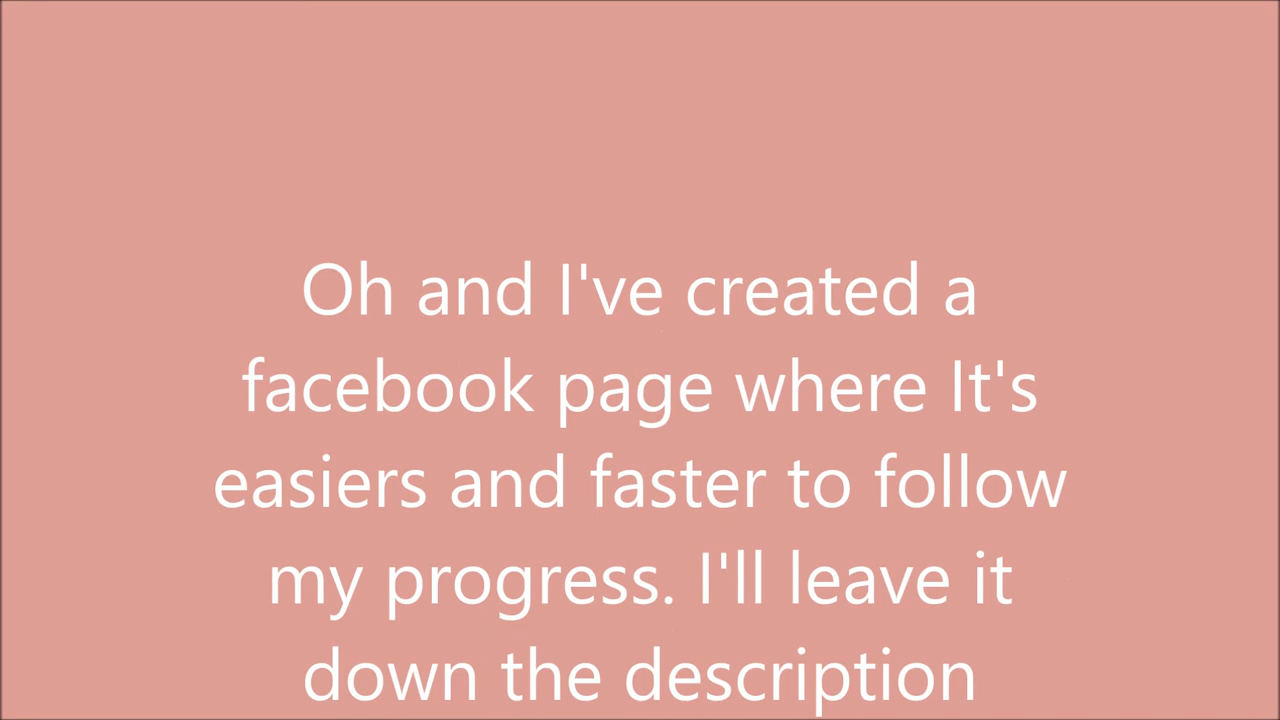 Oh and I've created a
facebook page where It's
easiers and faster to follow
my progress. I'll leave it
down the description